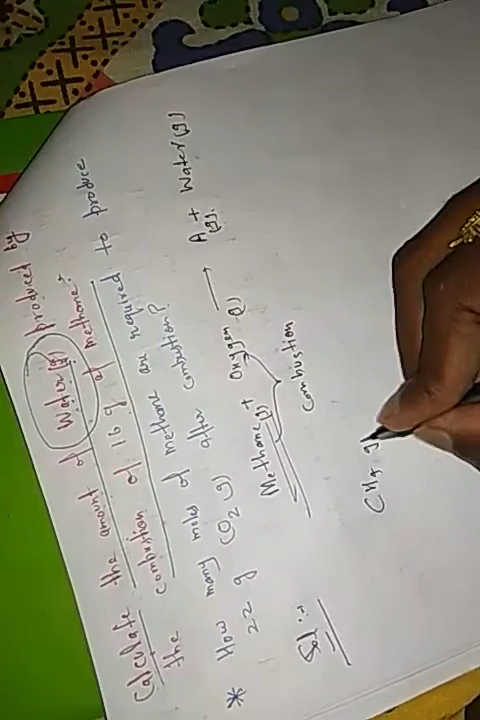 Calculate the amount of Water (g) produced by
the combustion of 16 g of methane?
* How many moles of methane are required to produce
22 g CO2 (g) after combustion?
Methane (g) + Oxygen (g) → A (g) + Water (g)
Combustion
Sol:
CH4 g